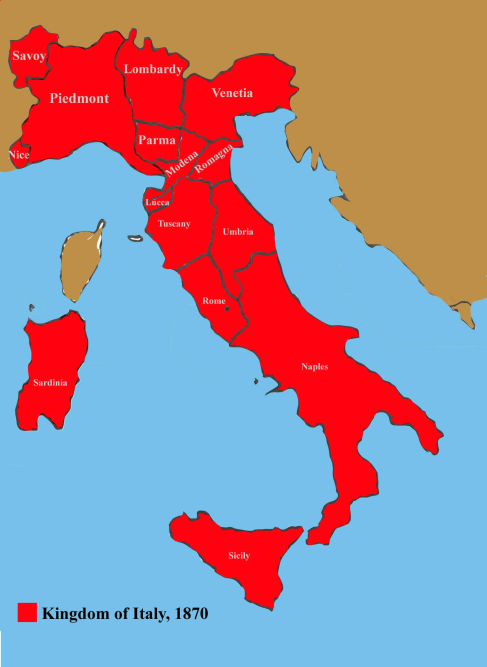 Savoy
Lombardy
Piedmont
Venetia
Parma
Nice
Modena
Romagna
Lucca
Tuscany
Umbria
Rome
Naples
Sardinia
Sicily
Kingdom of Italy, 1870